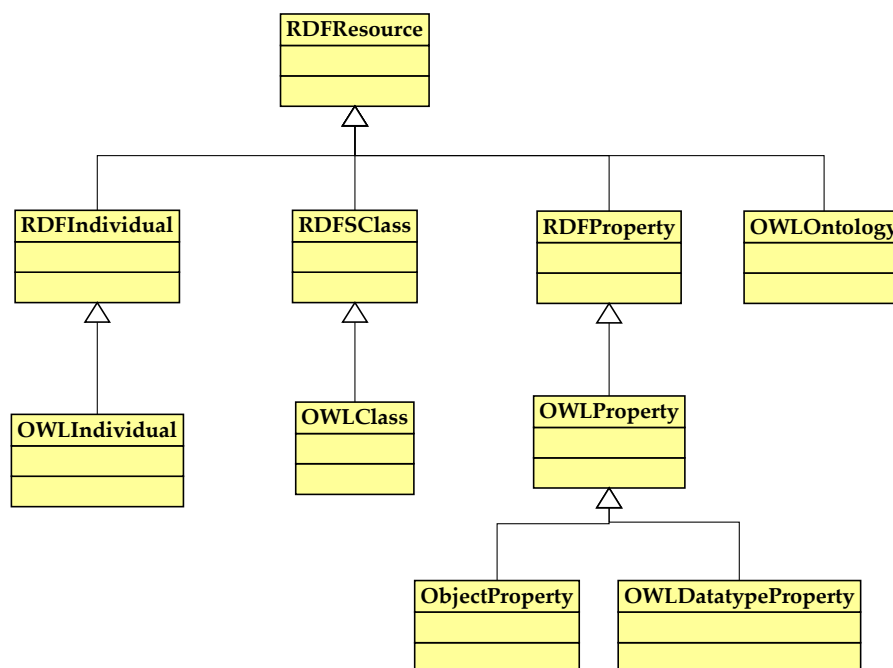 RDFResource
RDFIndividual
RDFSClass
RDFProperty
OWLOntology
OWLIndividual
OWLClass
OWLProperty
ObjectProperty
OWLDatatypeProperty